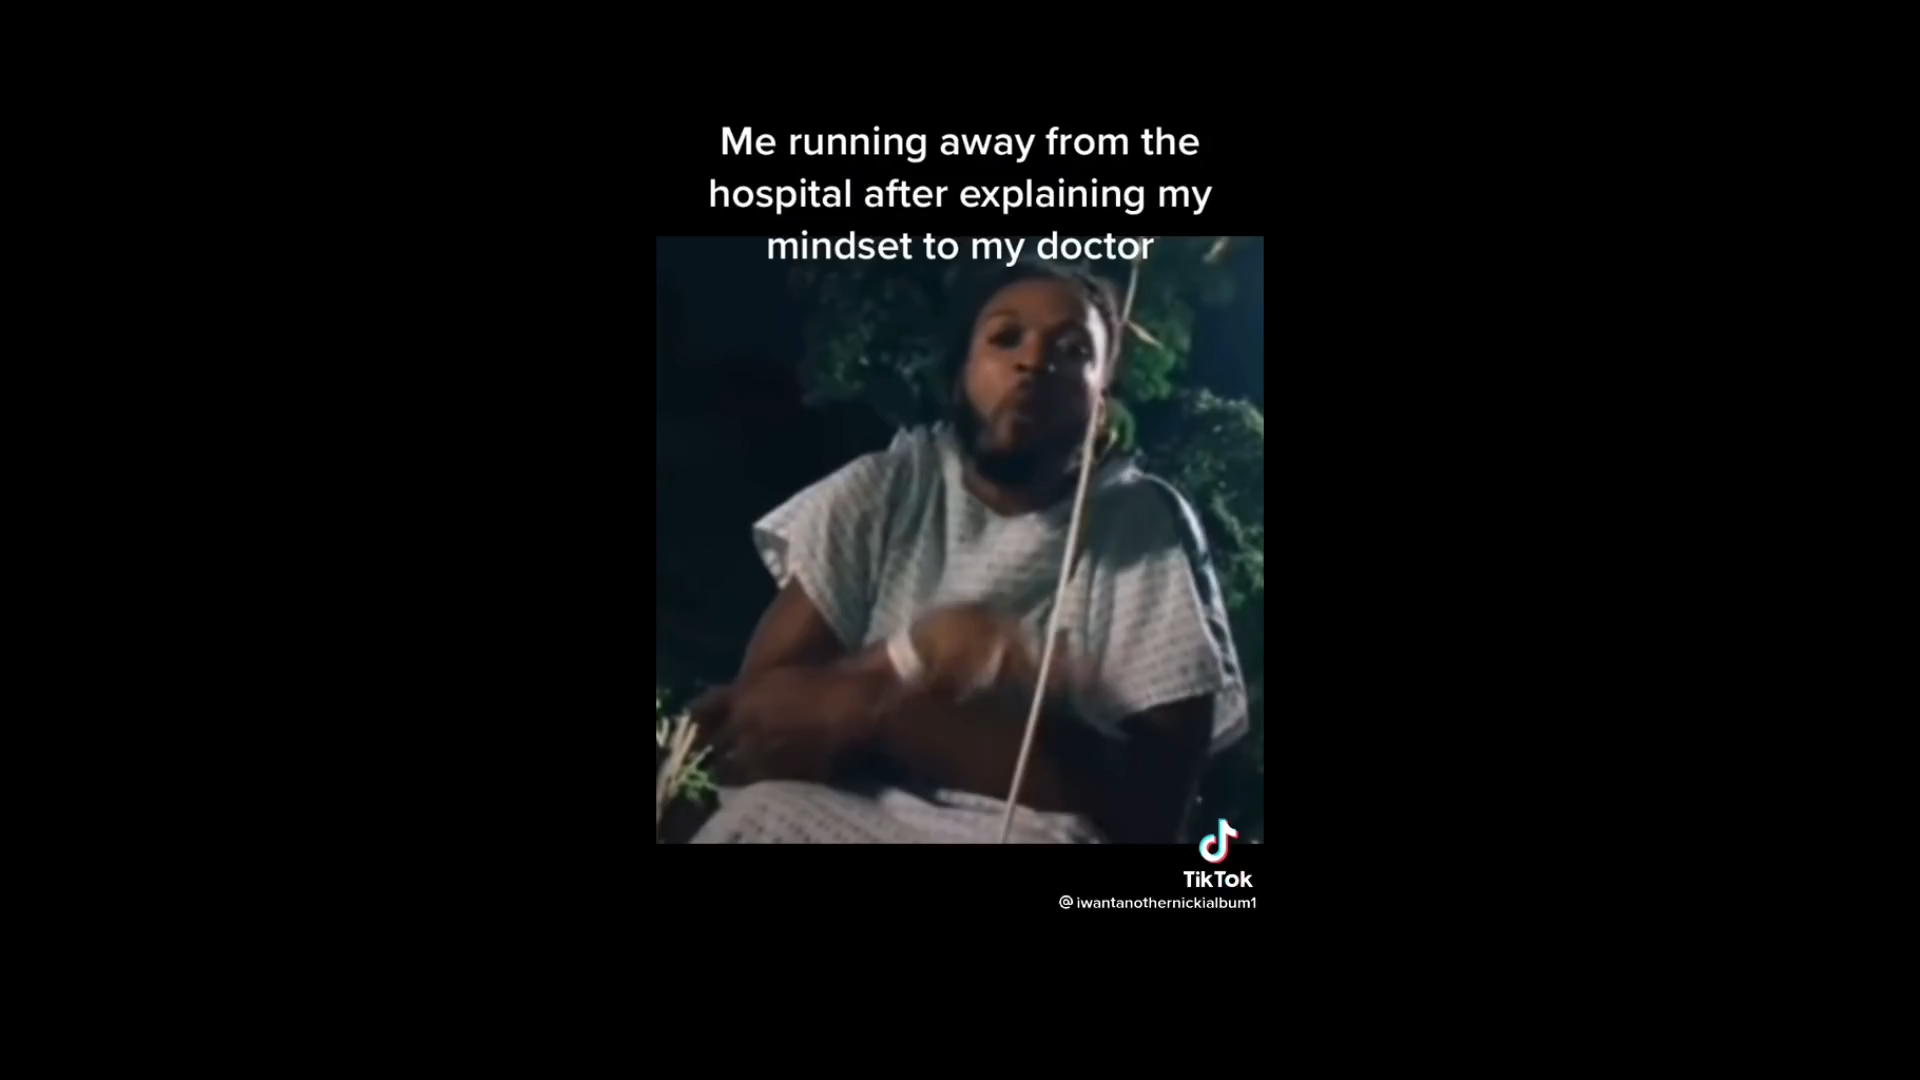 Me running away from the
hospital after explaining my
mindset to my doctor
TikTok
@iwantanothernickialbum1